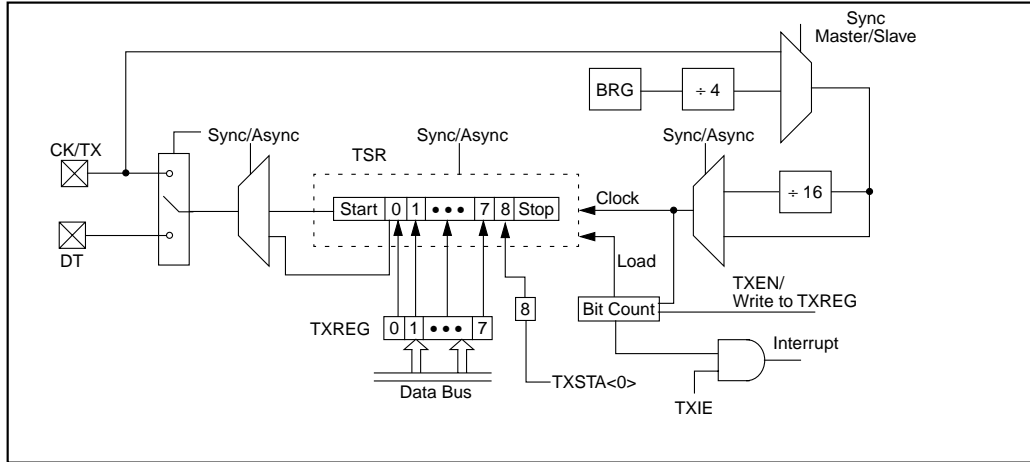 Sync
Master/Slave
BRG
÷ 4
Sync/Async
Sync/Async
Sync/Async
CK/TX
TSR
÷ 16
Start 0 1 ••• 7 8 Stop
Clock
DT
Load
TXEN/
Write to TXREG
8
Bit Count
TXREG 0 1 ••• 7
Interrupt
Data Bus
TXSTA<0>
TXIE